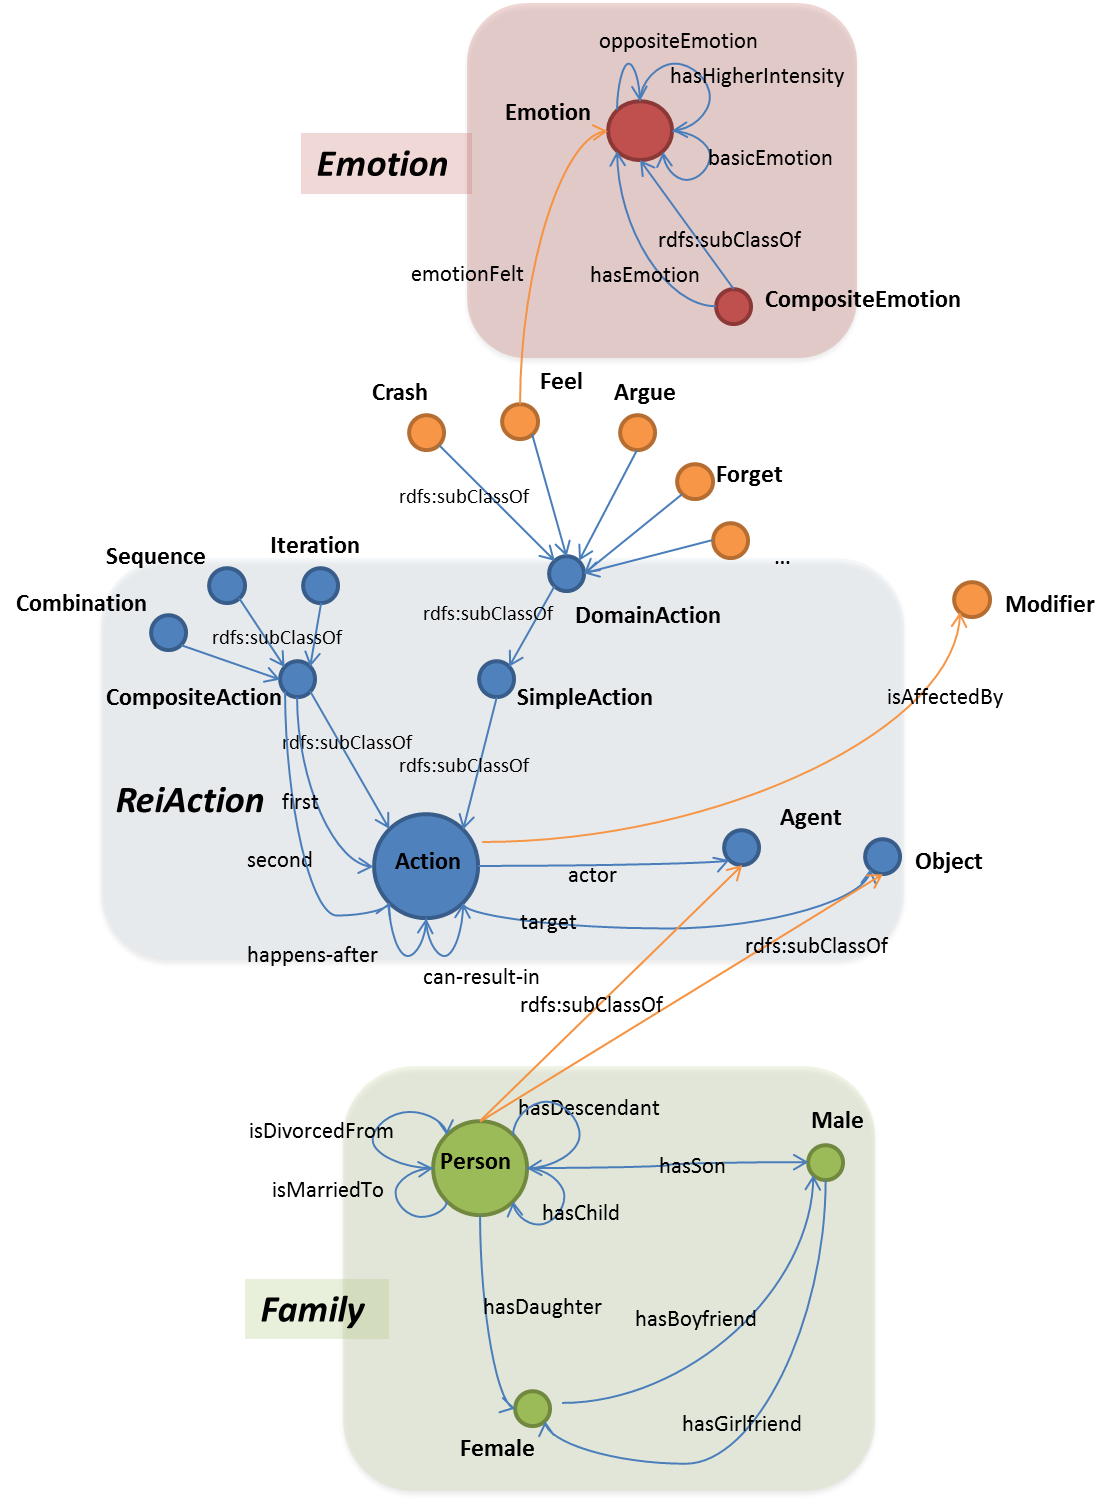 oppositeEmotion
hasHigherIntensity
Emotion
Emotion
basicEmotion
rdfs:subClassOf
emotionFelt
hasEmotion
CompositeEmotion
Crash
Feel
Argue
Forget
rdfs:subClassOf
Sequence
Iteration
...
Combination
rdfs:subClassOf
DomainAction
Modifier
rdfs:subClassOf
CompositeAction
SimpleAction
isAffectedBy
rdfs:subClassOf
rdfs:subClassOf
ReiAction
first
Agent
second
Action
actor
Object
target
happens-after
can-result-in
rdfs:subClassOf
rdfs:subClassOf
hasDescendant
isDivorcedFrom
Male
Person
hasSon
isMarriedTo
hasChild
Family
hasDaughter
hasBoyfriend
hasGirlfriend
Female